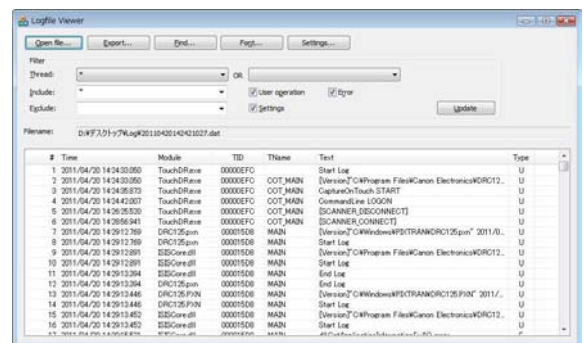 Logfile Viewer
Open file... Export... Find... Font... Settings...
Filter
Thread: * OR
Include: * User operation Error
Exclude: Settings Update
Filename: D:¥デスクトップ¥Log¥20110420142421027.dat
# Time Module TID TName Text Type
1 2011/04/20 14:24:33.050 TouchDR.exe 00000EFC Start Log U
2 2011/04/20 14:24:33.050 TouchDR.exe 00000EFC COT_MAIN [Version]"C:¥Program Files¥Canon Electronics¥DRC12... U
3 2011/04/20 14:24:35.873 TouchDR.exe 00000EFC COT_MAIN CaptureOnTouch START U
4 2011/04/20 14:24:42.007 TouchDR.exe 00000EFC COT_MAIN CommandLine LOGON U
5 2011/04/20 14:26:25.520 TouchDR.exe 00000EFC COT_MAIN [SCANNER_DISCONNECT] U
6 2011/04/20 14:28:56.941 TouchDR.exe 00000EFC COT_MAIN [SCANNER_CONNECT] U
7 2011/04/20 14:29:12.769 DRC125.pxn 000015D8 MAIN [Version]"C:¥Windows¥PIXTRAN¥DRC125.pxn" 2011/0... U
8 2011/04/20 14:29:12.769 DRC125.pxn 000015D8 MAIN Start Log U
9 2011/04/20 14:29:12.891 ISISCore.dll 000015D8 MAIN [Version]"C:¥Program Files¥Canon Electronics¥DRC12... U
10 2011/04/20 14:29:12.891 ISISCore.dll 000015D8 MAIN Start Log U
11 2011/04/20 14:29:13.394 ISISCore.dll 000015D8 MAIN End Log U
12 2011/04/20 14:29:13.394 DRC125.pxn 000015D8 MAIN End Log U
13 2011/04/20 14:29:13.446 DRC125.PXN 000015D8 MAIN [Version]"C:¥Windows¥PIXTRAN¥DRC125.PXN" 2011/... U
14 2011/04/20 14:29:13.446 DRC125.PXN 000015D8 MAIN Start Log U
15 2011/04/20 14:29:13.452 ISISCore.dll 000015D8 MAIN [Version]"C:¥Program Files¥Canon Electronics¥DRC12... U
16 2011/04/20 14:29:13.452 ISISCore.dll 000015D8 MAIN Start Log U